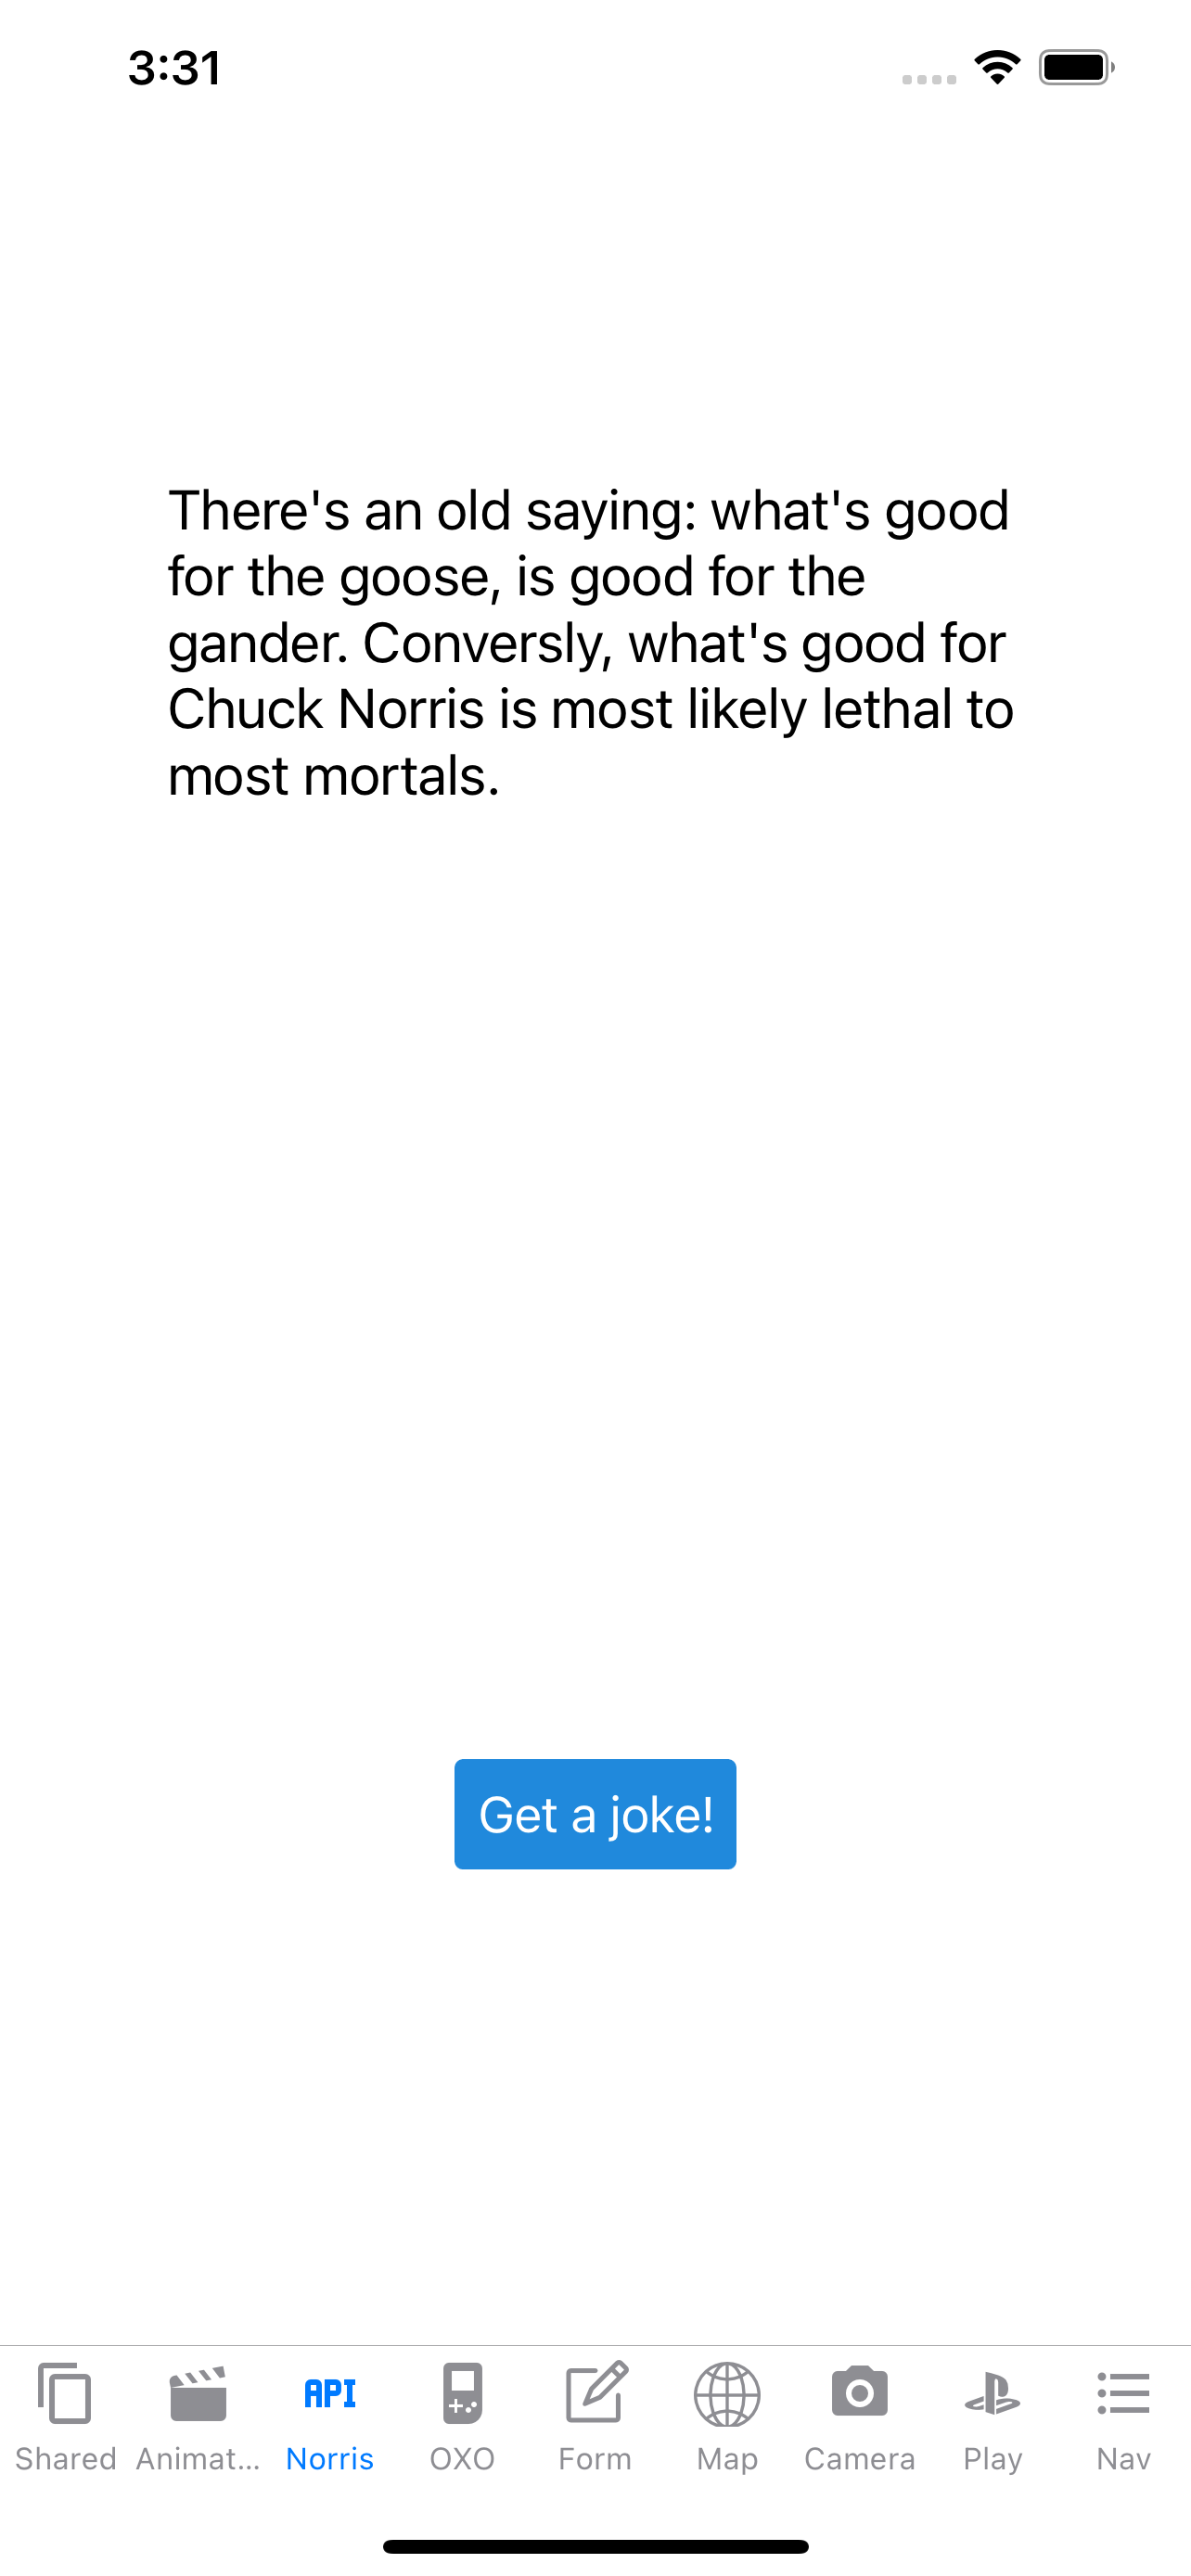 3:31
There's an old saying: what's good
for the goose, is good for the
gander. Conversly, what's good for
Chuck Norris is most likely lethal to
most mortals.
Get a joke!
API
Shared Animat... Norris OXO Form Map Camera Play Nav